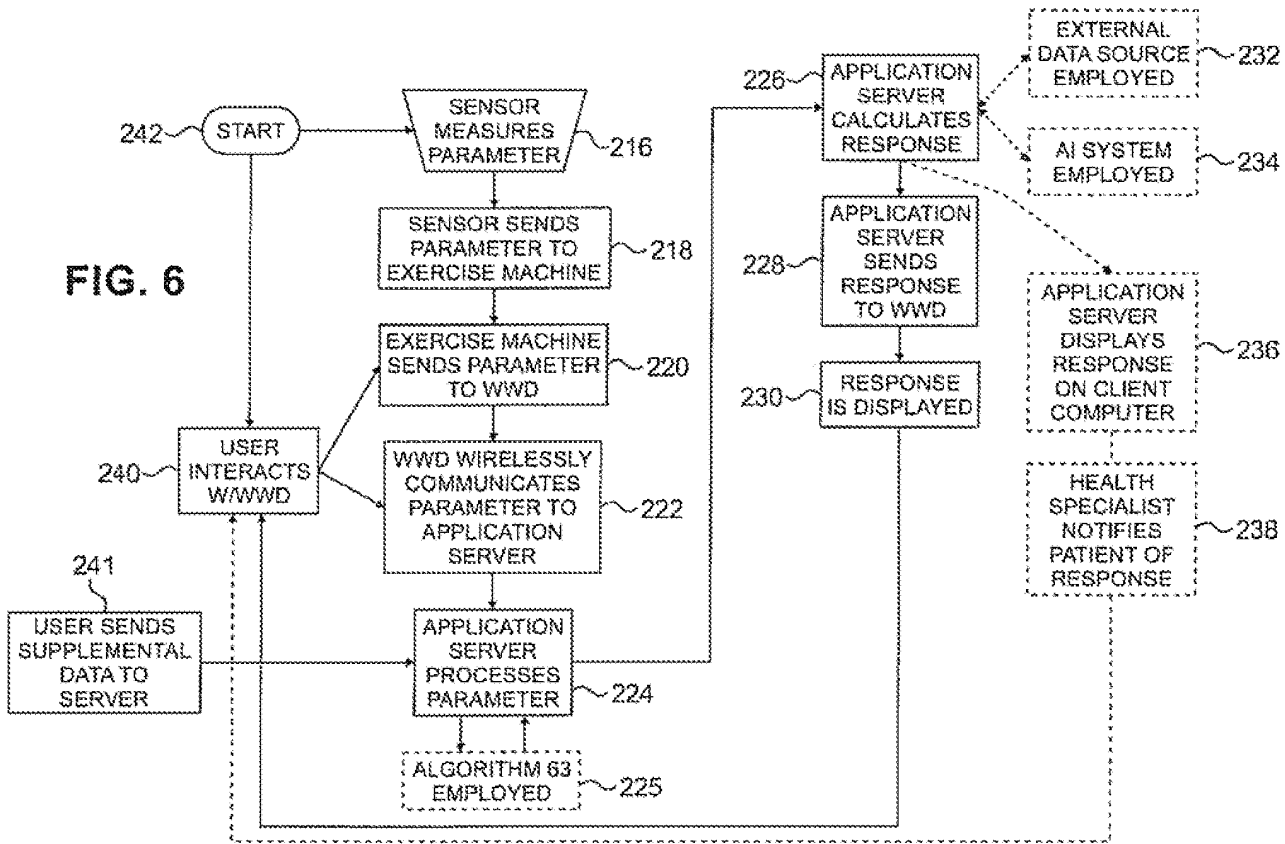 FIG. 6
242
START
SENSOR
MEASURES
PARAMETER
216
SENSOR SENDS
PARAMETER TO
EXERCISE MACHINE
218
EXERCISE MACHINE
SENDS PARAMETER
TO WWD
220
240
USER
INTERACTS
W/WWD
WWD WIRELESSLY
COMMUNICATES
PARAMETER TO
APPLICATION
SERVER
222
241
USER SENDS
SUPPLEMENTAL
DATA TO
SERVER
APPLICATION
SERVER
PROCESSES
PARAMETER
224
ALGORITHM 63
EMPLOYED
225
226
APPLICATION
SERVER
CALCULATES
RESPONSE
228
APPLICATION
SERVER
SENDS
RESPONSE
TO WWD
230
RESPONSE
IS DISPLAYED
EXTERNAL
DATA SOURCE
EMPLOYED
232
AI SYSTEM
EMPLOYED
234
APPLICATION
SERVER
DISPLAYS
RESPONSE
ON CLIENT
COMPUTER
236
HEALTH
SPECIALIST
NOTIFIES
PATIENT OF
RESPONSE
238